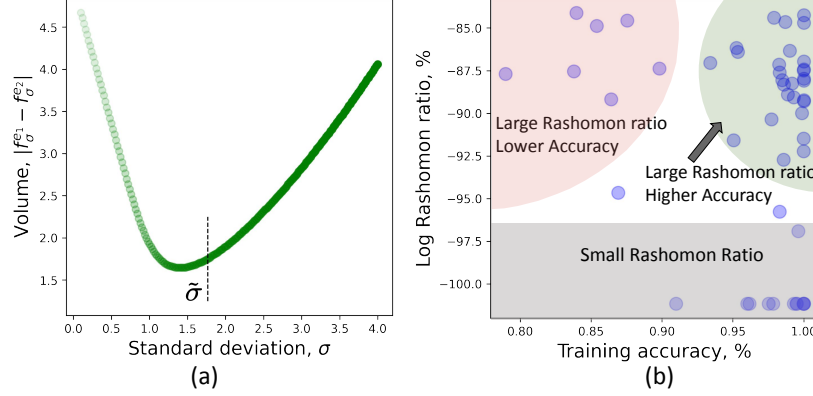 Volume, |f_σ^{e_1} − f_σ^{e_2}|
4.5
4.0
3.5
3.0
2.5
2.0
1.5
σ̃
0.0 0.5 1.0 1.5 2.0 2.5 3.0 3.5 4.0
Standard deviation, σ
(a)
Log Rashomon ratio, %
−85.0
−87.5
−90.0
−92.5
−95.0
−97.5
−100.0
Large Rashomon ratio
Lower Accuracy
Large Rashomon ratio
Higher Accuracy
Small Rashomon Ratio
0.80 0.85 0.90 0.95 1.00
Training accuracy, %
(b)